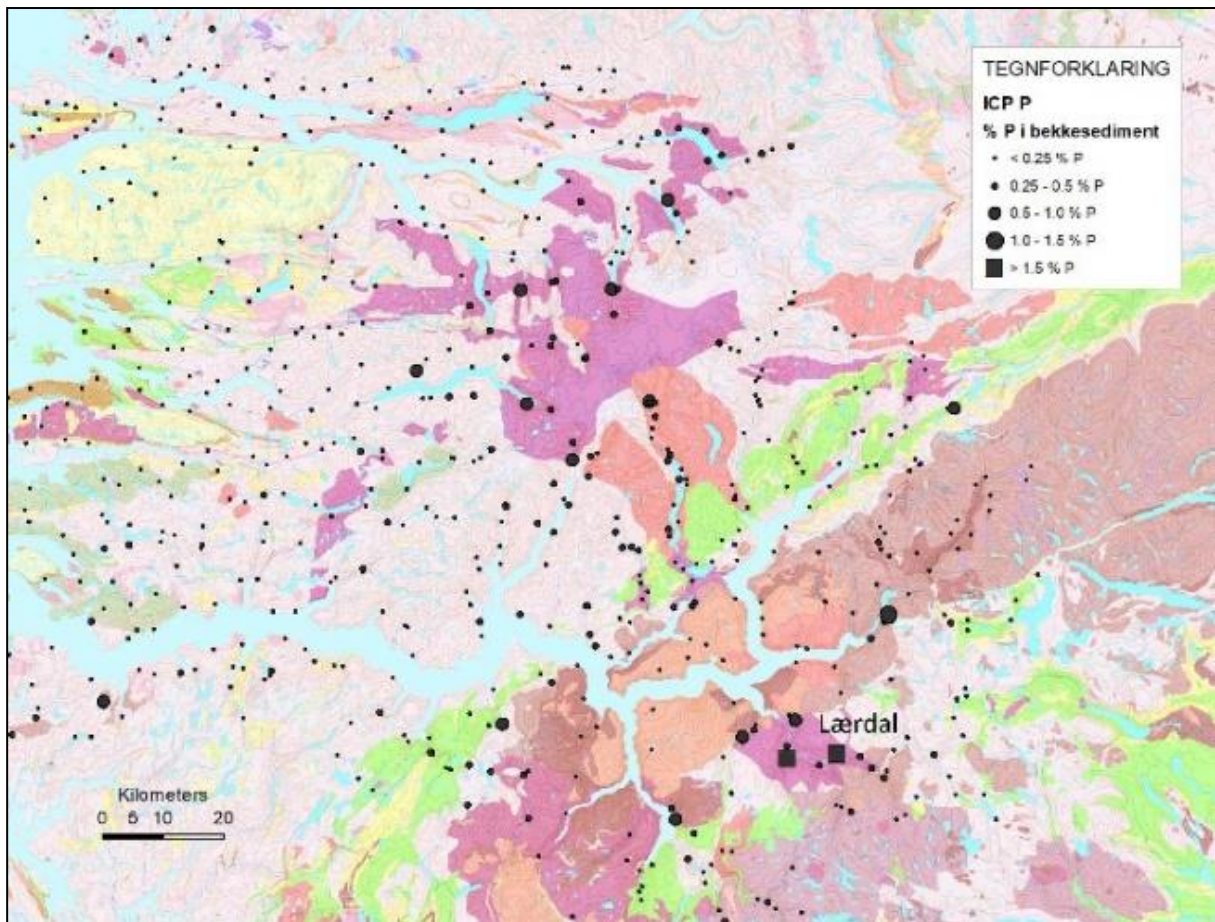 TEGNFORKLARING
ICP P
% P i bekkesediment
< 0.25 % P
0.25 - 0.5 % P
0.5 - 1.0 % P
1.0 - 1.5 % P
> 1.5 % P
Lærdal
Kilometers
0 5 10 20